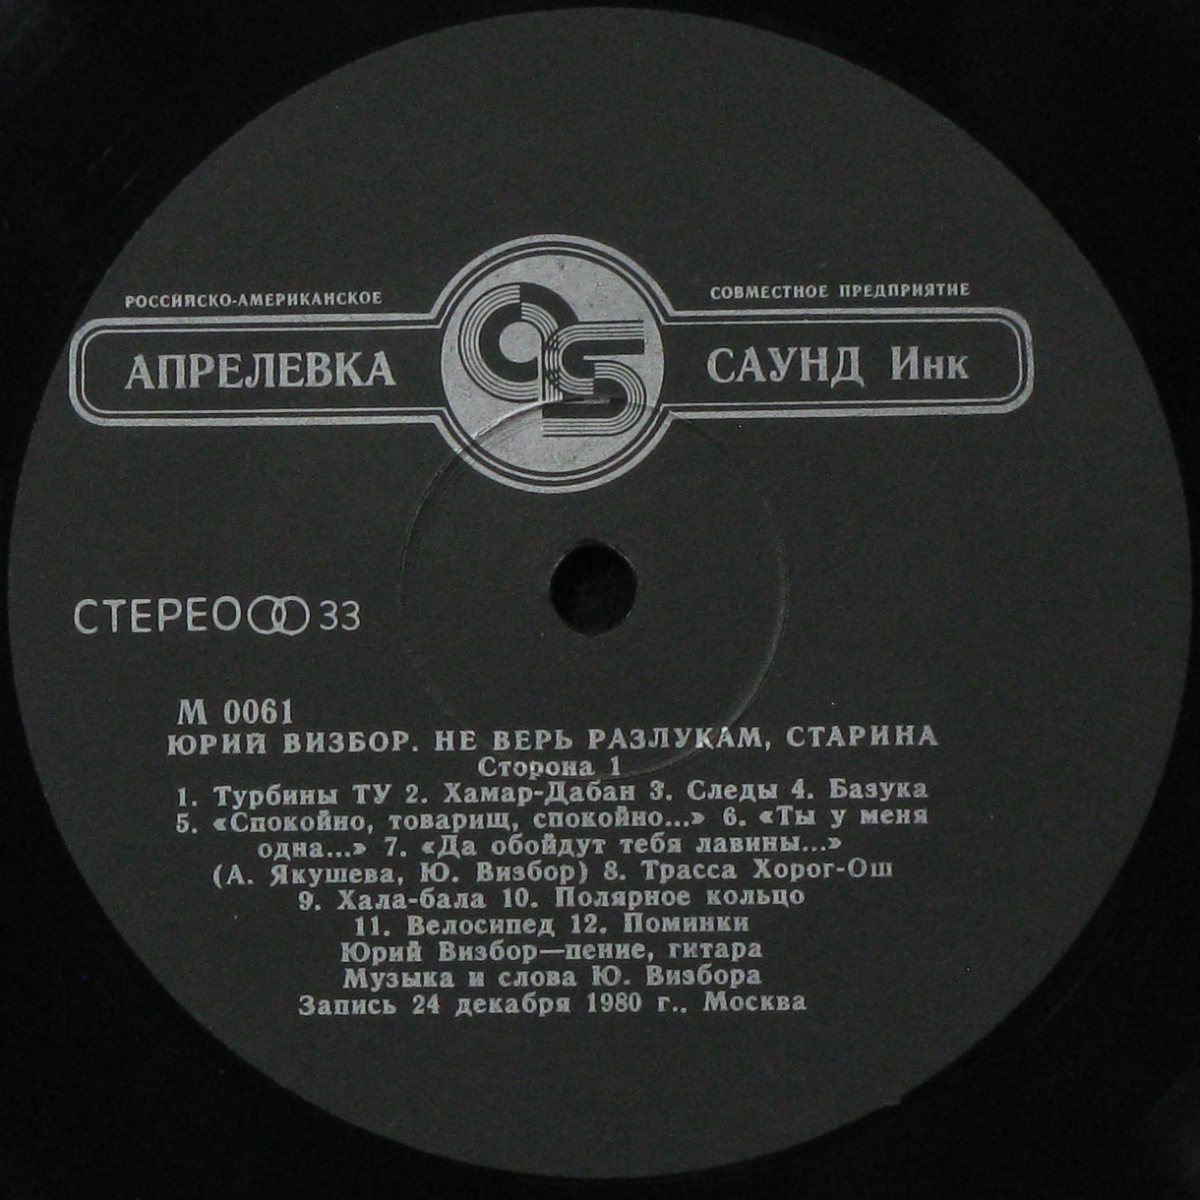 РОССИЙСКО-АМЕРИКАНСКОЕ СОВМЕСТНОЕ ПРЕДПРИЯТИЕ
АПРЕЛЕВКА САУНД Инк
СТЕРЕО 33
М 0061
ЮРИЙ ВИЗБОР. НЕ ВЕРЬ РАЗЛУКАМ, СТАРИНА
Сторона 1
1. Турбины ТУ 2. Хамар-Дабан 3. Следы 4. Базука
5. «Спокойно, товарищ, спокойно...» 6. «Ты у меня
одна...» 7. «Да обойдут тебя лавины...»
(А. Якушева, Ю. Визбор) 8. Трасса Хорог-Ош
9. Хала-бала 10. Полярное кольцо
11. Велосипед 12. Поминки
Юрий Визбор—пение, гитара
Музыка и слова Ю. Визбора
Запись 24 декабря 1980 г., Москва